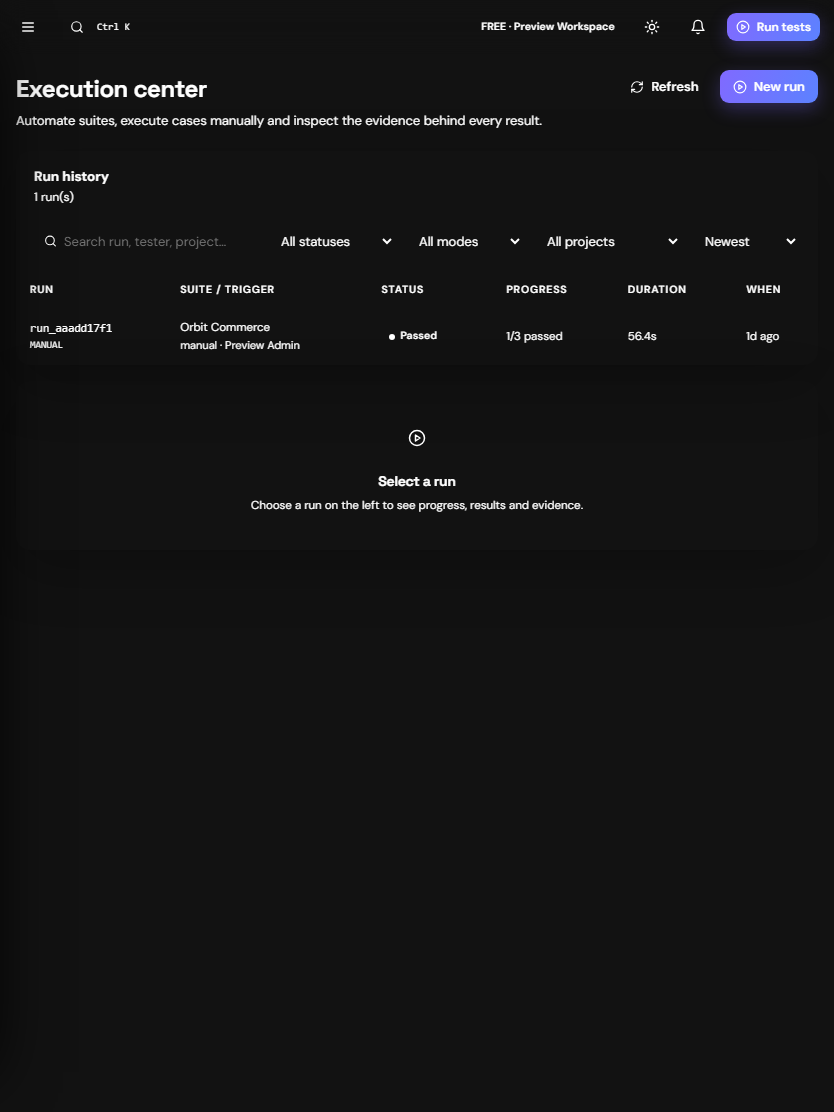 Ctrl K
FREE · Preview Workspace
Run tests
Execution center
Refresh
New run
Automate suites, execute cases manually and inspect the evidence behind every result.
Run history
1 run(s)
Search run, tester, project...
All statuses
All modes
All projects
Newest
RUN SUITE / TRIGGER STATUS PROGRESS DURATION WHEN
run_aaadd17f1 Orbit Commerce Passed 1/3 passed 56.4s 1d ago
MANUAL manual · Preview Admin
Select a run
Choose a run on the left to see progress, results and evidence.